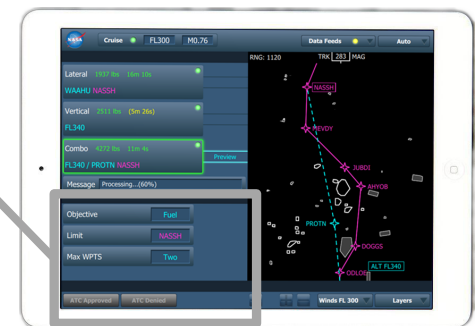 NASA Cruise FL300 M0.76 Data Feeds Auto
RNG: 1120 TRK 283 MAG
Lateral 1937 lbs 16m 10s
WAAHU NASSH
Vertical 2511 lbs (5m 26s)
FL340
Combo 4272 lbs 11m 4s
FL340 / PROTN NASSH
Preview
Message Processing...(60%)
Objective Fuel
Limit NASSH
Max WPTS Two
ATC Approved ATC Denied
NASSH
MEVDY
JUBDI
AHYOB
PROTN
DOGGS
ALT FL340
Winds FL 300 Layers